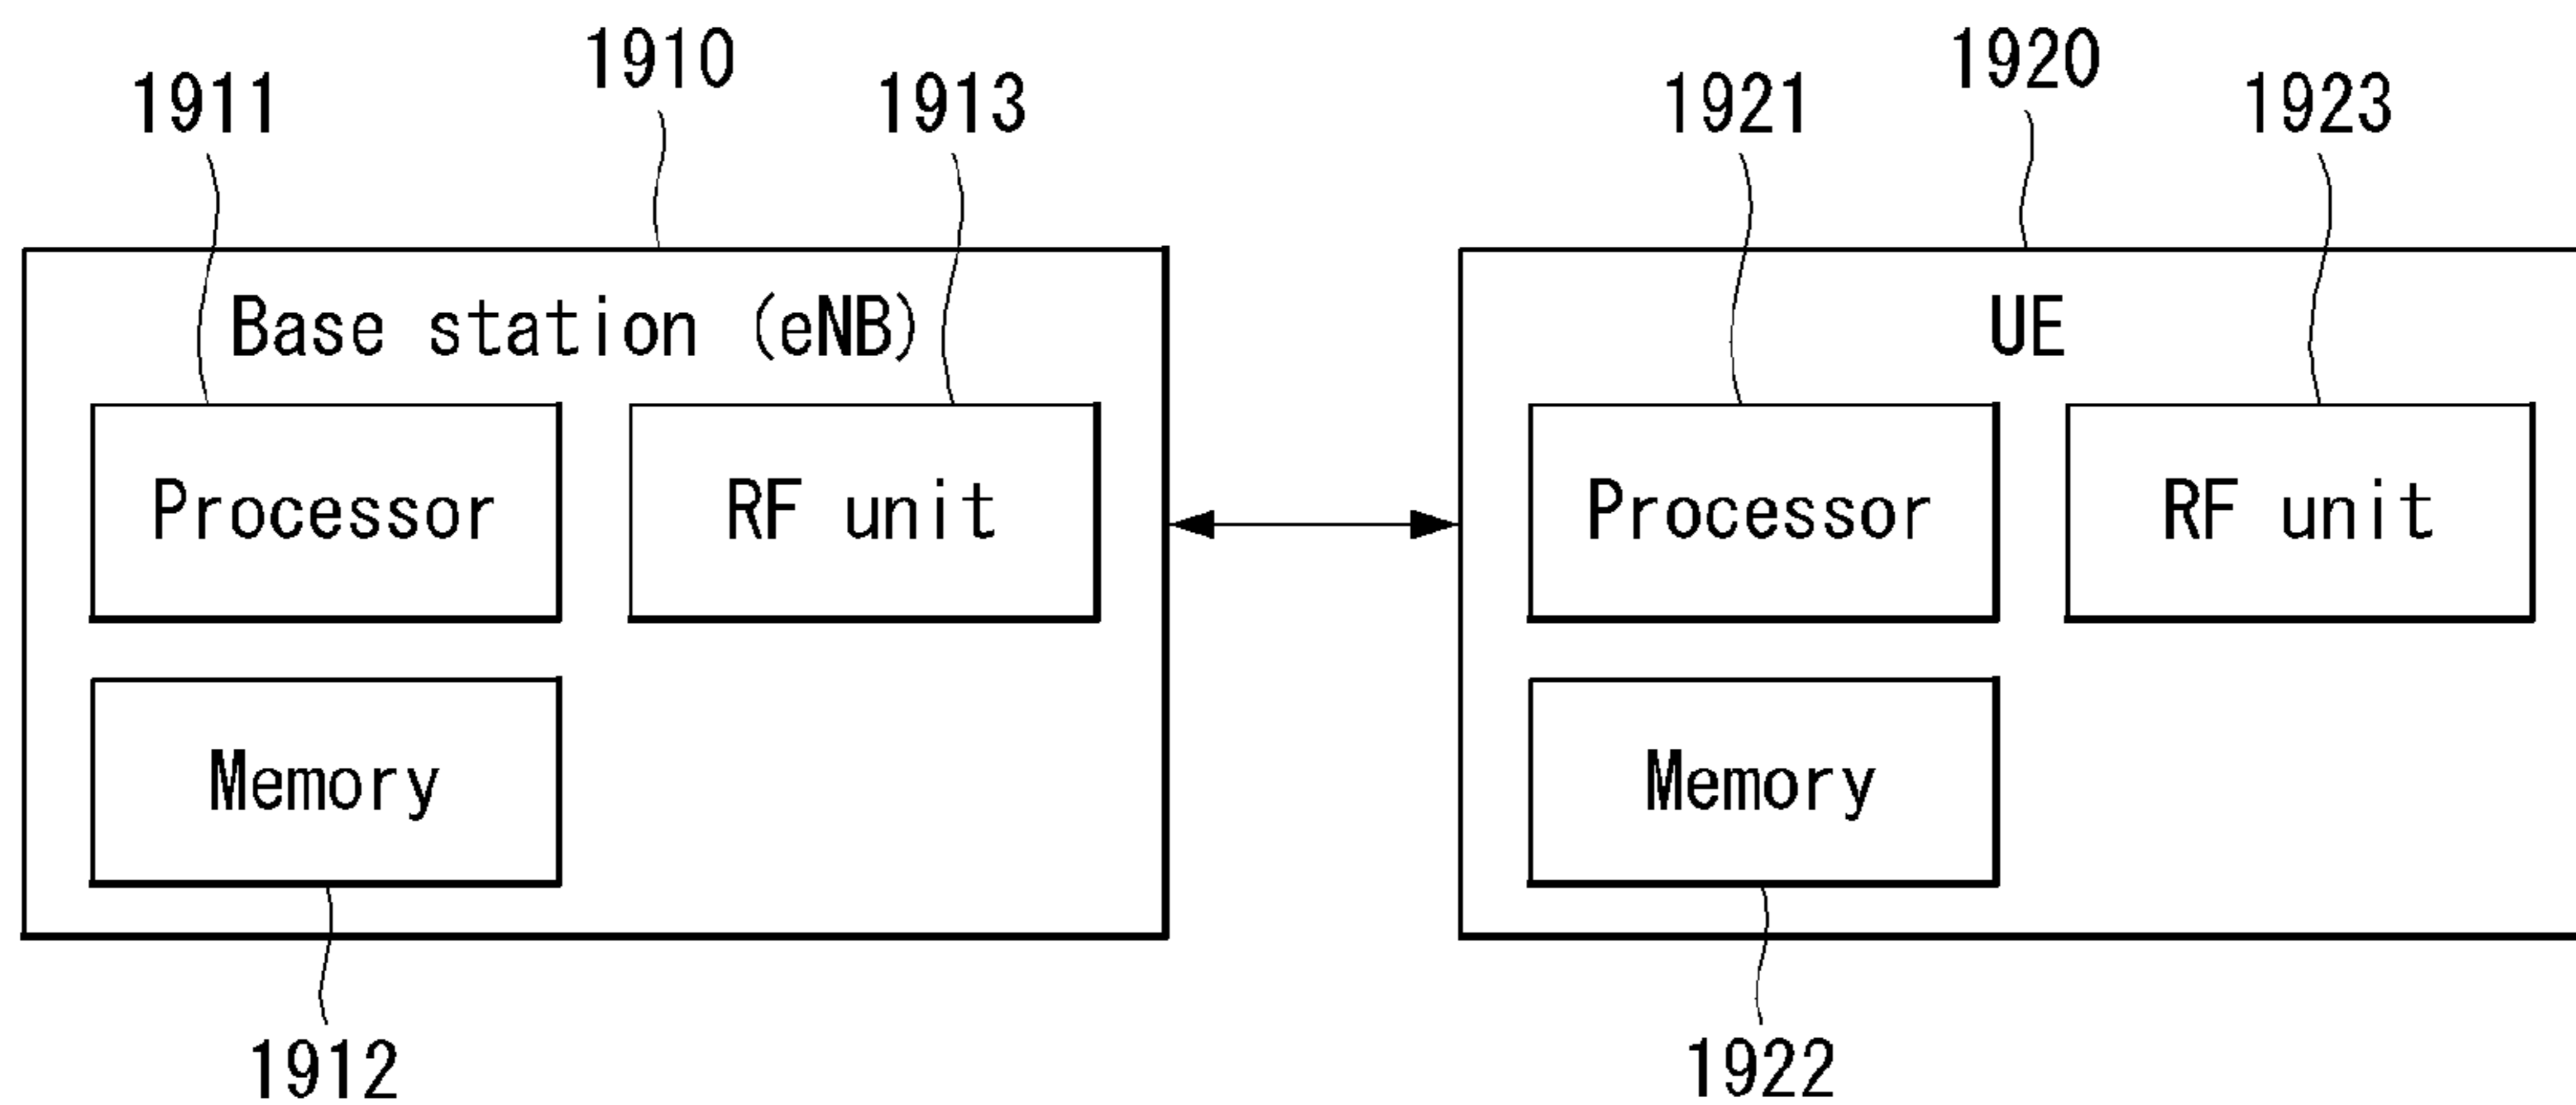 1910 1920
1911 1913 1921 1923
Base station (eNB) UE
Processor RF unit Processor RF unit
Memory Memory
1912 1922